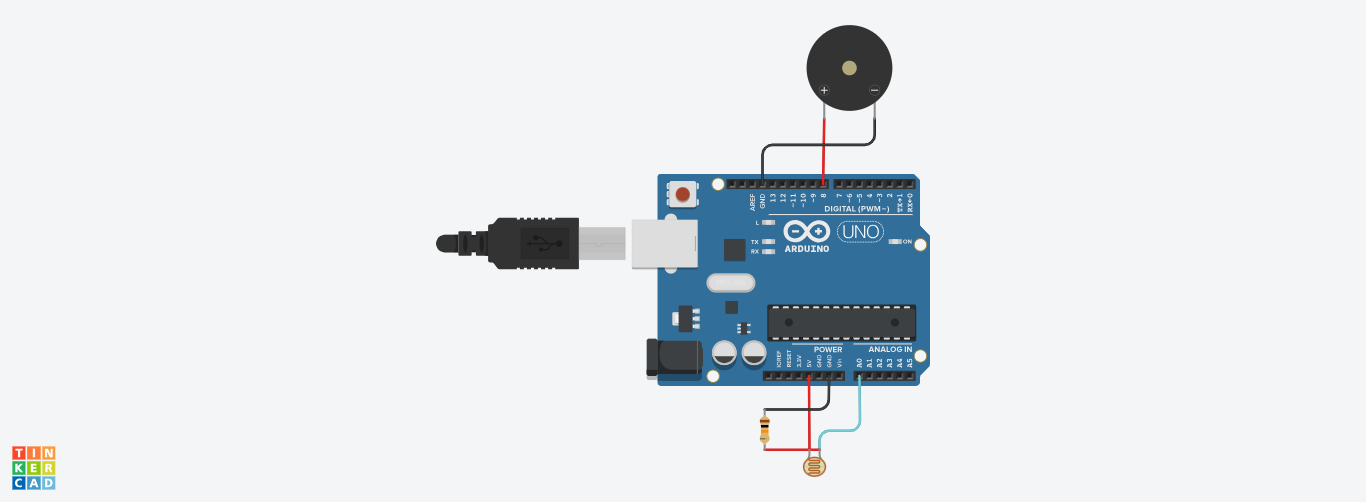 + −
AREF GND 13 12 ~11 ~10 ~9 8 7 ~6 ~5 4 ~3 2 TX→1 RX←0
DIGITAL (PWM~)
L
TX
RX
UNO
ON
ARDUINO
POWER
ANALOG IN
IOREF RESET 3.3V 5V GND GND Vin A0 A1 A2 A3 A4 A5
TIN
KER
CAD